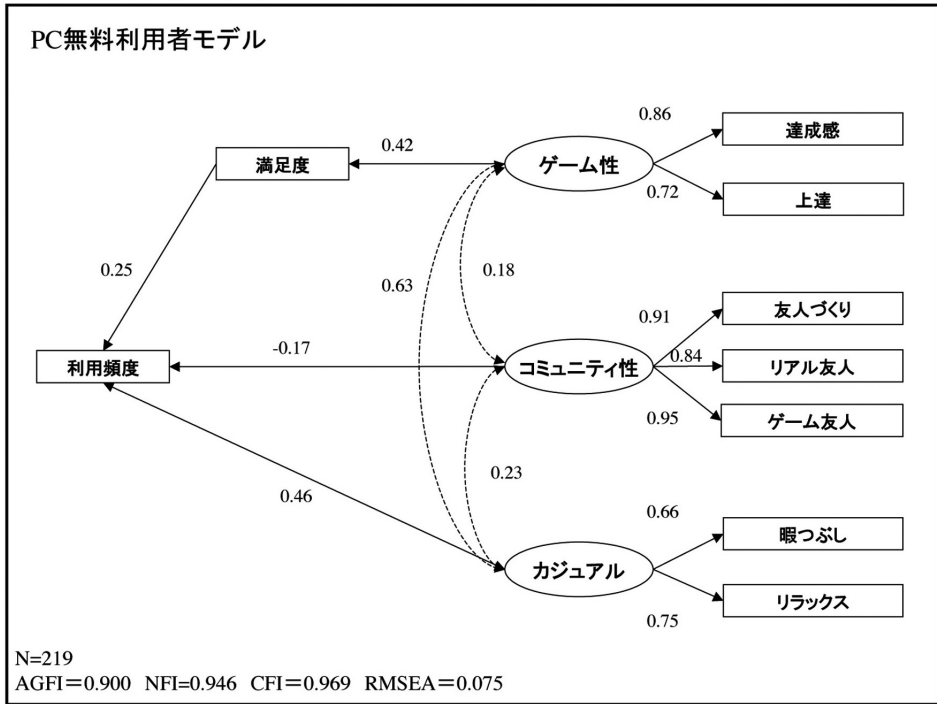 PC無料利用者モデル
0.86
達成感
0.42
満足度
ゲーム性
0.72
上達
0.25
0.63
0.18
友人づくり
0.91
-0.17
0.84
利用頻度
コミュニティ性
リアル友人
0.95
ゲーム友人
0.23
0.46
0.66
暇つぶし
カジュアル
リラックス
0.75
N=219
AGFI=0.900 NFI=0.946 CFI=0.969 RMSEA=0.075